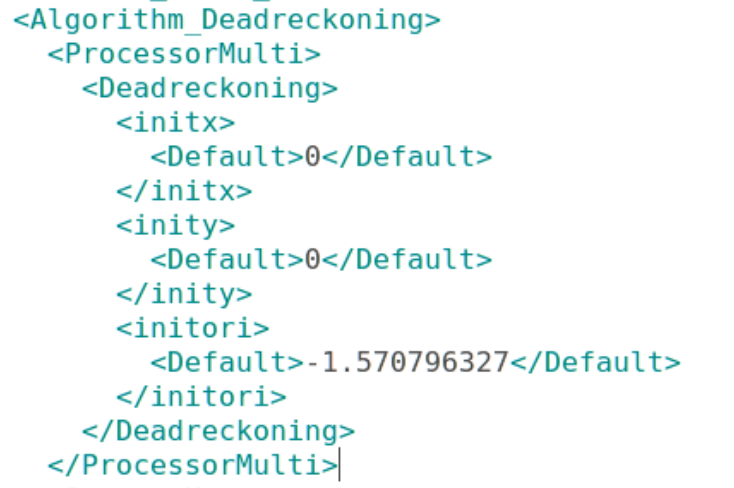 <Algorithm_Deadreckoning>
<ProcessorMulti>
<Deadreckoning>
<initx>
<Default>0</Default>
</initx>
<inity>
<Default>0</Default>
</inity>
<initori>
<Default>-1.570796327</Default>
</initori>
</Deadreckoning>
</ProcessorMulti>